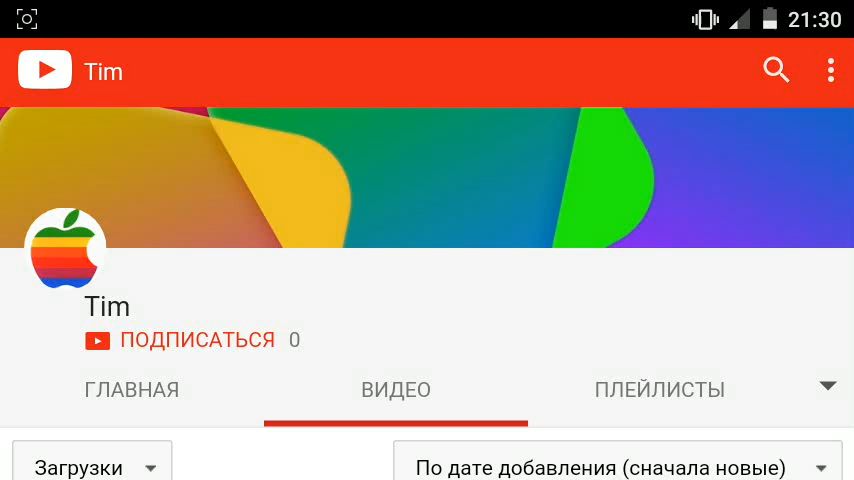 21:30
Tim
Tim
ПОДПИСАТЬСЯ 0
ГЛАВНАЯ ВИДЕО ПЛЕЙЛИСТЫ
Загрузки По дате добавления (сначала новые)